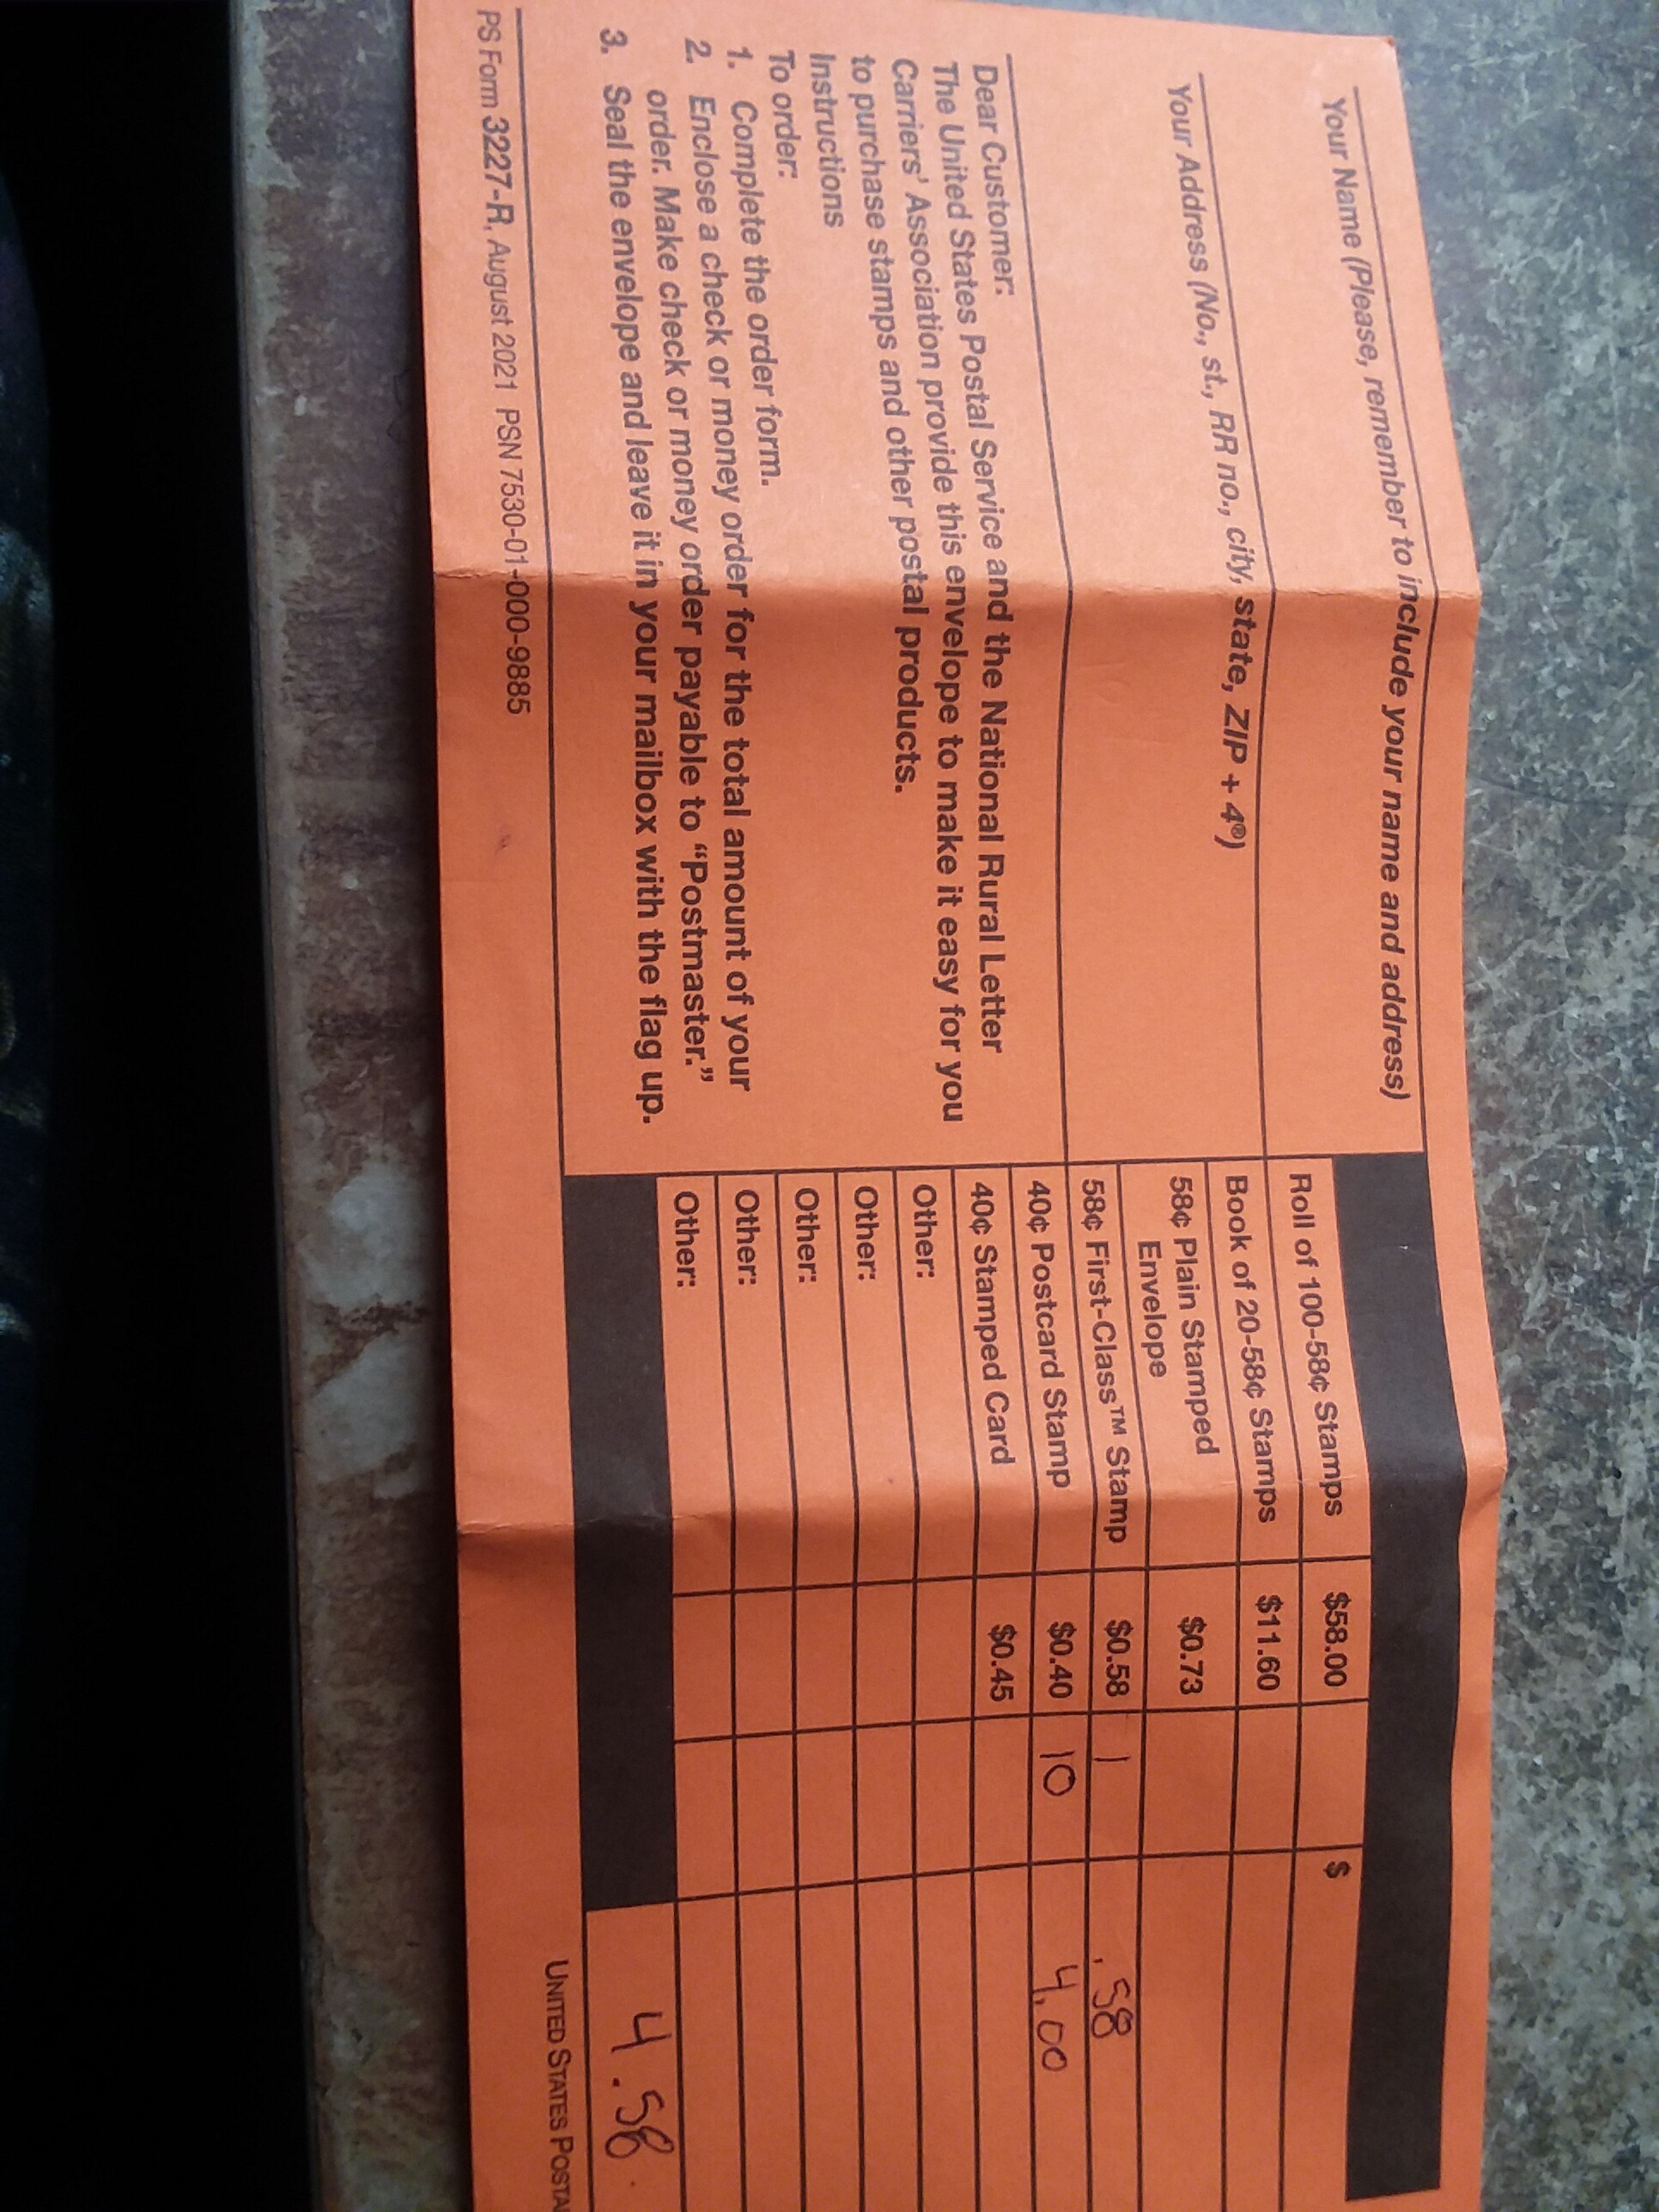 Your Name (Please, remember to include your name and address)
Your Address (No., st., RR no., city, state, ZIP + 4®)
Dear Customer:
The United States Postal Service and the National Rural Letter
Carriers' Association provide this envelope to make it easy for you
to purchase stamps and other postal products.
Instructions
To order:
1. Complete the order form.
2. Enclose a check or money order for the total amount of your
order. Make check or money order payable to “Postmaster.”
3. Seal the envelope and leave it in your mailbox with the flag up.
PS Form 3227-R, August 2021 PSN 7530-01-000-9885
Roll of 100-58¢ Stamps $58.00 $
Book of 20-58¢ Stamps $11.60
58¢ Plain Stamped $0.73
Envelope
58¢ First-Class™ Stamp $0.58 1 .58
40¢ Postcard Stamp $0.40 10 4.00
40¢ Stamped Card $0.45
Other:
Other:
Other:
Other:
Other:
4.58
UNITED STATES POSTA